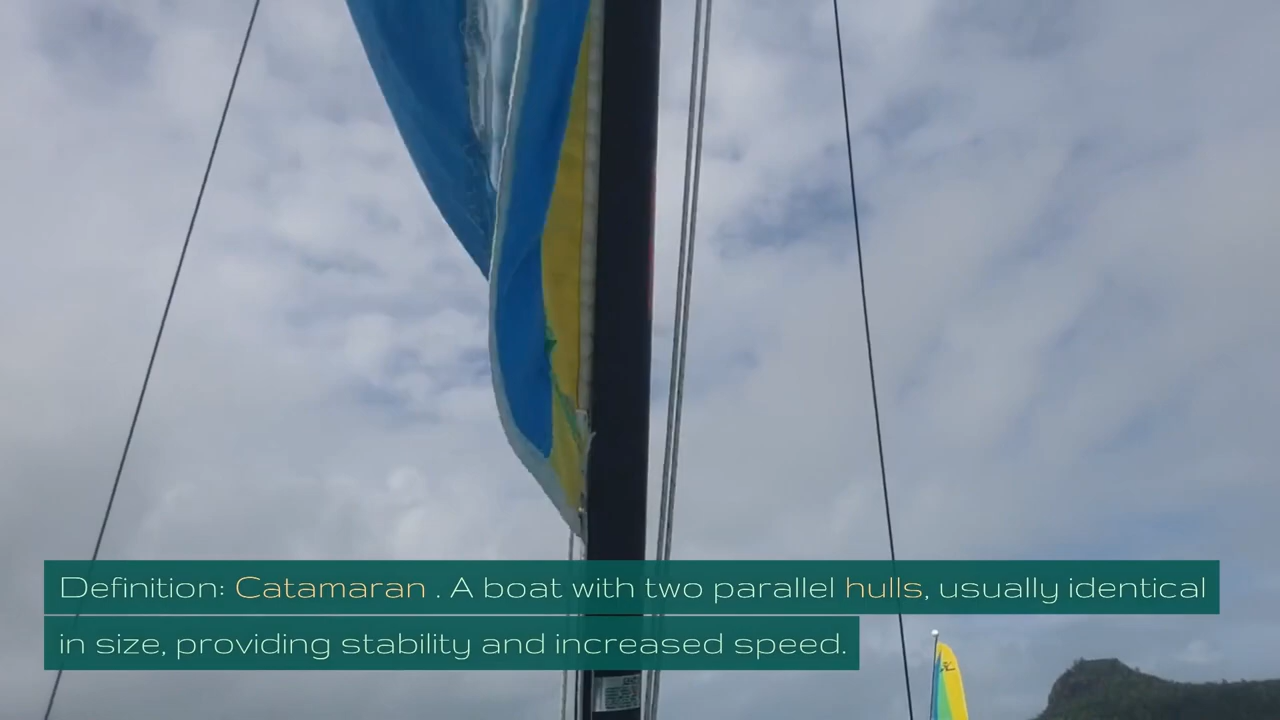 Definition: Catamaran . A boat with two parallel hulls, usually identical
in size, providing stability and increased speed.